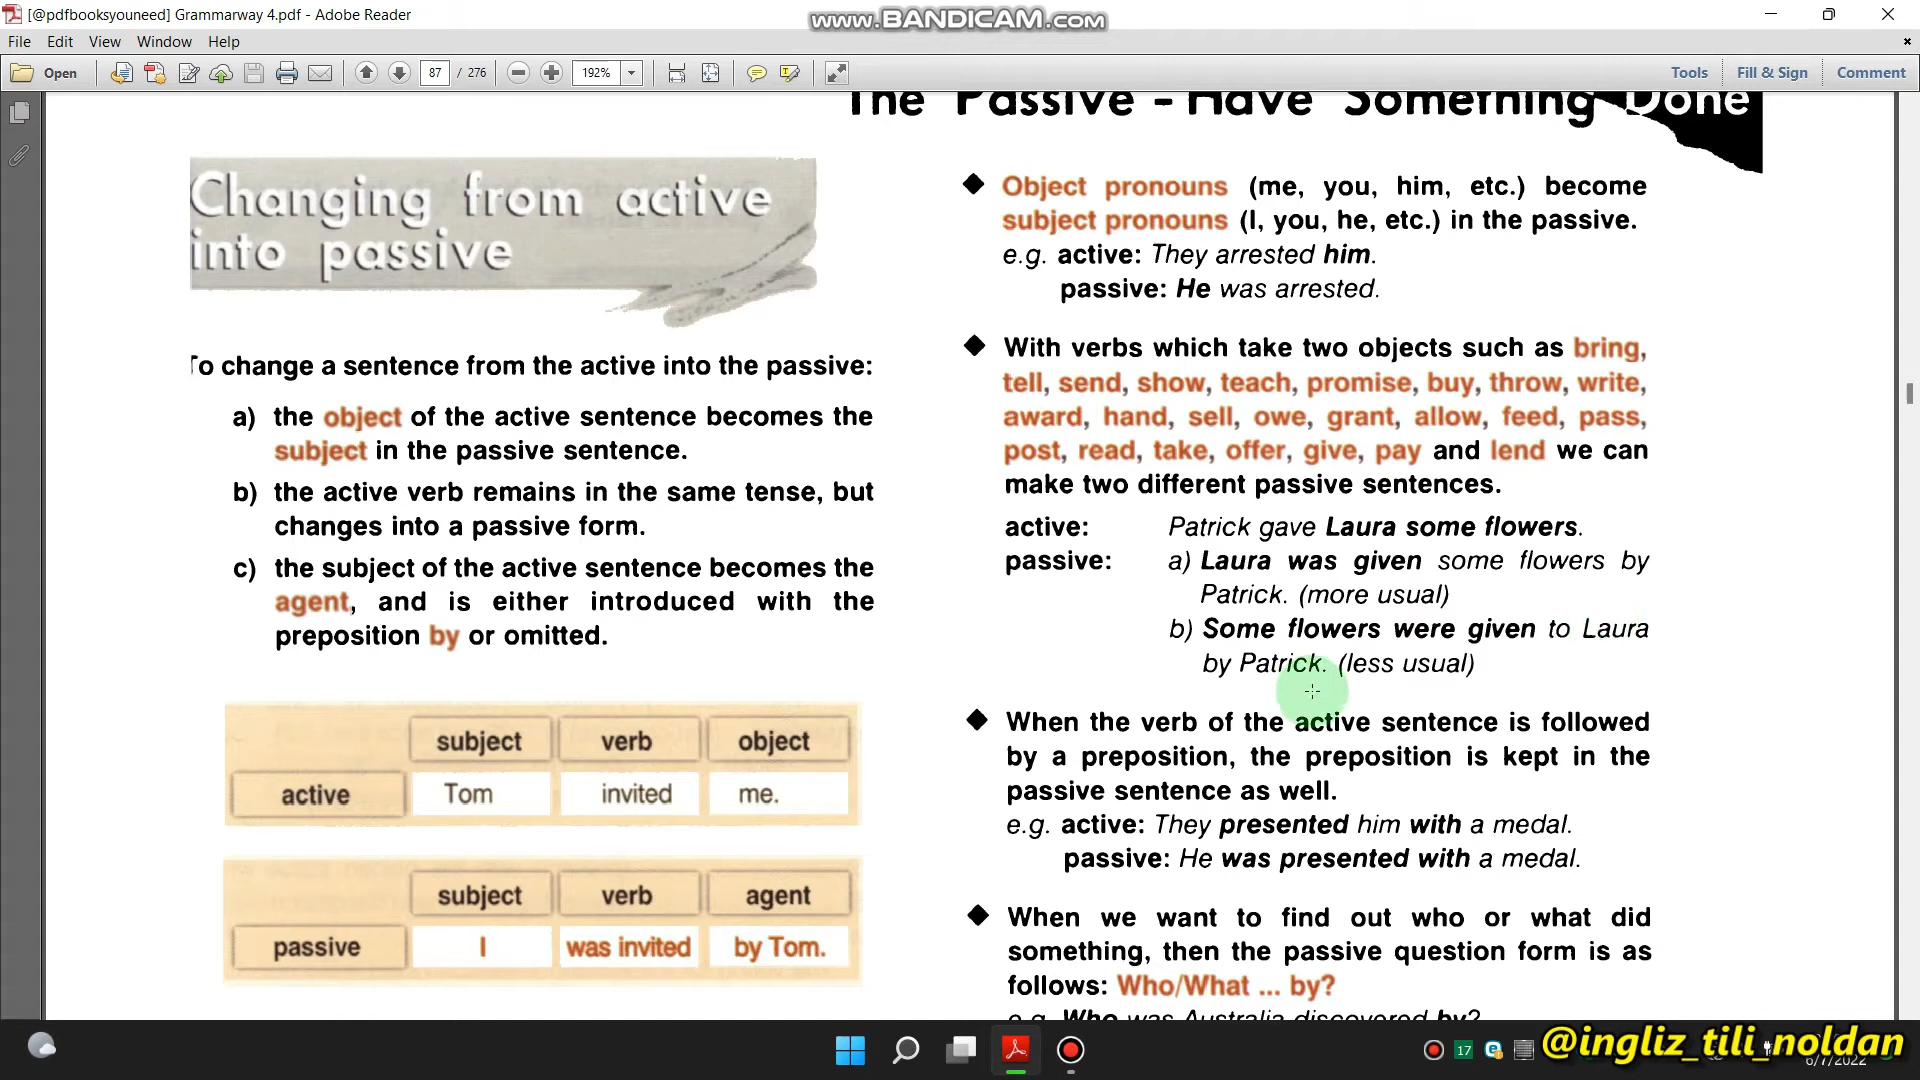 [@pdfbooksyouneed] Grammarway 4.pdf - Adobe Reader
www.BANDICAM.com
File Edit View Window Help
Open 87 / 276 192% Tools Fill & Sign Comment
The Passive - Have Something Done
Changing from active
into passive
To change a sentence from the active into the passive:
a) the object of the active sentence becomes the
subject in the passive sentence.
b) the active verb remains in the same tense, but
changes into a passive form.
c) the subject of the active sentence becomes the
agent, and is either introduced with the
preposition by or omitted.
subject verb object
active Tom invited me.
subject verb agent
passive I was invited by Tom.
◆ Object pronouns (me, you, him, etc.) become
subject pronouns (I, you, he, etc.) in the passive.
e.g. active: They arrested him.
passive: He was arrested.
◆ With verbs which take two objects such as bring,
tell, send, show, teach, promise, buy, throw, write,
award, hand, sell, owe, grant, allow, feed, pass,
post, read, take, offer, give, pay and lend we can
make two different passive sentences.
active: Patrick gave Laura some flowers.
passive: a) Laura was given some flowers by
Patrick. (more usual)
b) Some flowers were given to Laura
by Patrick. (less usual)
◆ When the verb of the active sentence is followed
by a preposition, the preposition is kept in the
passive sentence as well.
e.g. active: They presented him with a medal.
passive: He was presented with a medal.
◆ When we want to find out who or what did
something, then the passive question form is as
follows: Who/What ... by?
e.g. Who was Australia discovered by?
17
@ingliz_tili_noldan
6/7/2022